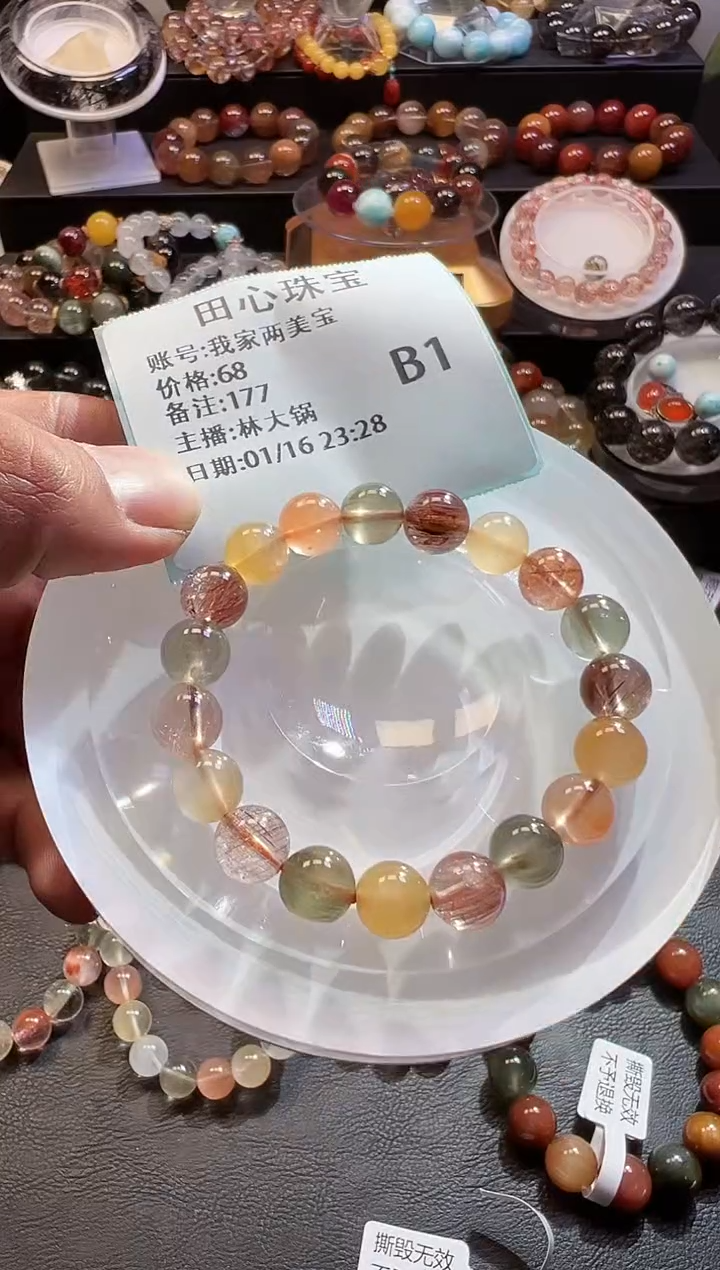 田心珠宝
账号:我家两美宝
价格:68
B1
备注:177
主播:林大锅
日期:01/16 23:28
撕毁无效
不予退换
撕毁无效